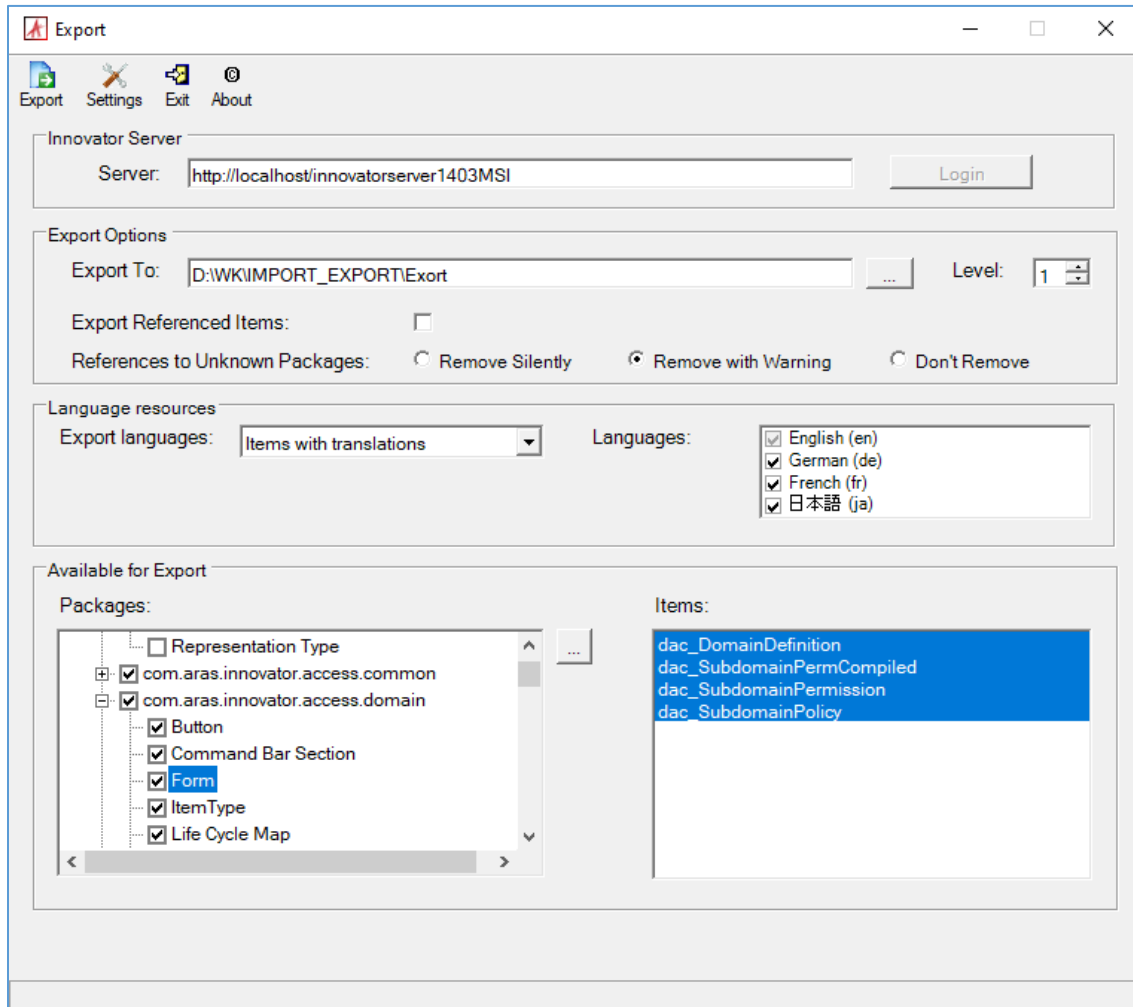 Export
Export Settings Exit About
Innovator Server
Server: http://localhost/innovatorserver1403MSI Login
Export Options
Export To: D:\WK\IMPORT_EXPORT\Exort ... Level: 1
Export Referenced Items:
References to Unknown Packages: Remove Silently Remove with Warning Don't Remove
Language resources
Export languages: Items with translations Languages: English (en)
German (de)
French (fr)
日本語 (ja)
Available for Export
Packages: Items:
Representation Type ... dac_DomainDefinition
com.aras.innovator.access.common dac_SubdomainPermCompiled
com.aras.innovator.access.domain dac_SubdomainPermission
Button dac_SubdomainPolicy
Command Bar Section
Form
ItemType
Life Cycle Map